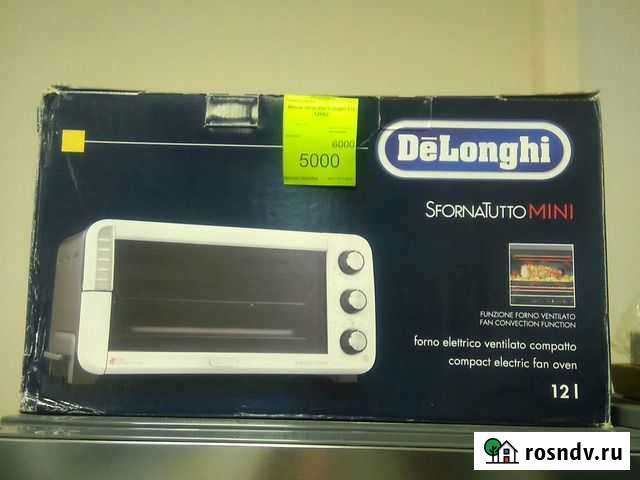 6000
5000
DeLonghi
SFORNATUTTO MINI
FUNZIONE FORNO VENTILATO
FAN CONVECTION FUNCTION
forno elettrico ventilato compatto
compact electric fan oven
12 l
rosndv.ru